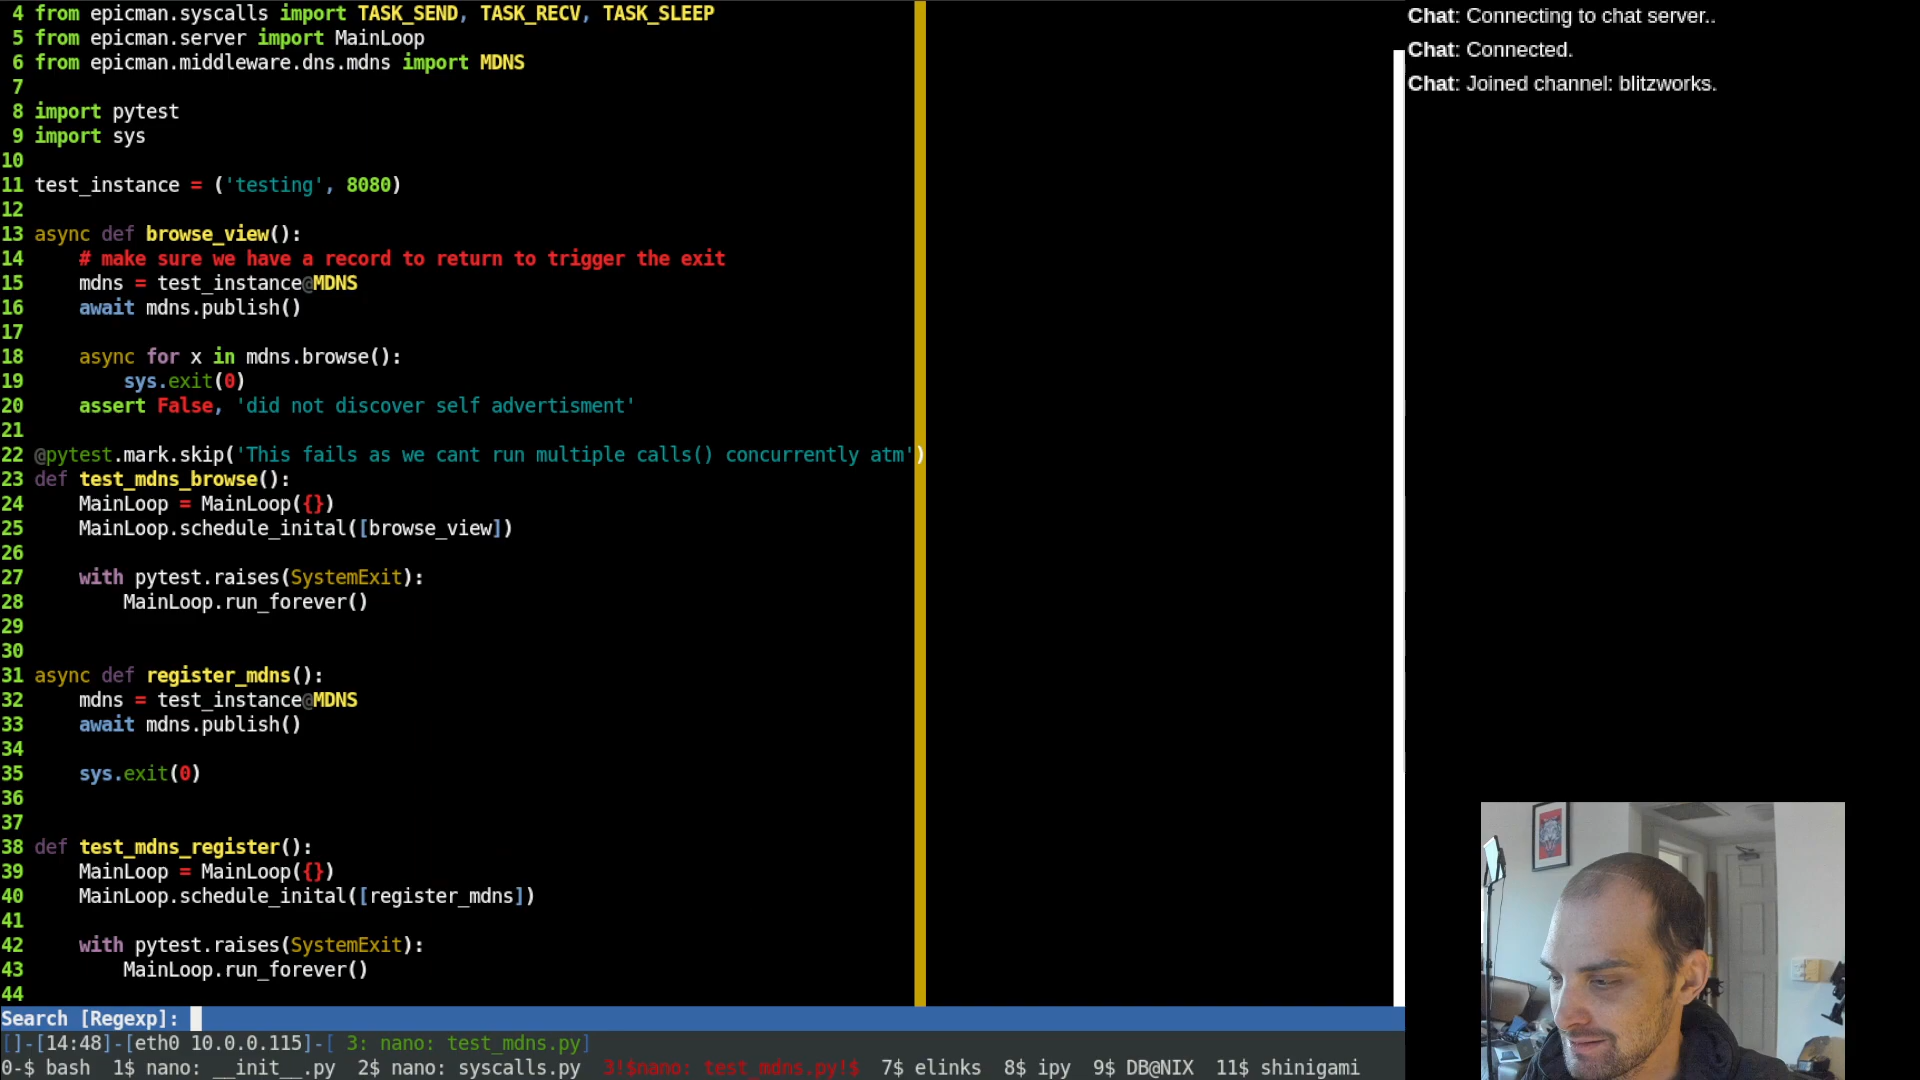 4 from epicman.syscalls import TASK_SEND, TASK_RECV, TASK_SLEEP
5 from epicman.server import MainLoop
6 from epicman.middleware.dns.mdns import MDNS
7
8 import pytest
9 import sys
10
11 test_instance = ('testing', 8080)
12
13 async def browse_view():
14     # make sure we have a record to return to trigger the exit
15     mdns = test_instance@MDNS
16     await mdns.publish()
17
18     async for x in mdns.browse():
19         sys.exit(0)
20     assert False, 'did not discover self advertisment'
21
22 @pytest.mark.skip('This fails as we cant run multiple calls() concurrently atm')
23 def test_mdns_browse():
24     MainLoop = MainLoop({})
25     MainLoop.schedule_inital([browse_view])
26
27     with pytest.raises(SystemExit):
28         MainLoop.run_forever()
29
30
31 async def register_mdns():
32     mdns = test_instance@MDNS
33     await mdns.publish()
34
35     sys.exit(0)
36
37
38 def test_mdns_register():
39     MainLoop = MainLoop({})
40     MainLoop.schedule_inital([register_mdns])
41
42     with pytest.raises(SystemExit):
43         MainLoop.run_forever()
44
Search [Regexp]:
[]-[14:48]-[eth0 10.0.0.115]-[ 3: nano: test_mdns.py]
0-$ bash  1$ nano: __init__.py  2$ nano: syscalls.py  3!$nano: test_mdns.py!$  7$ elinks  8$ ipy  9$ DB@NIX  11$ shinigami
Chat: Connecting to chat server..
Chat: Connected.
Chat: Joined channel: blitzworks.